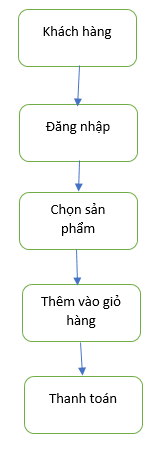 Khách hàng
Đăng nhập
Chọn sản
phẩm
Thêm vào giỏ
hàng
Thanh toán